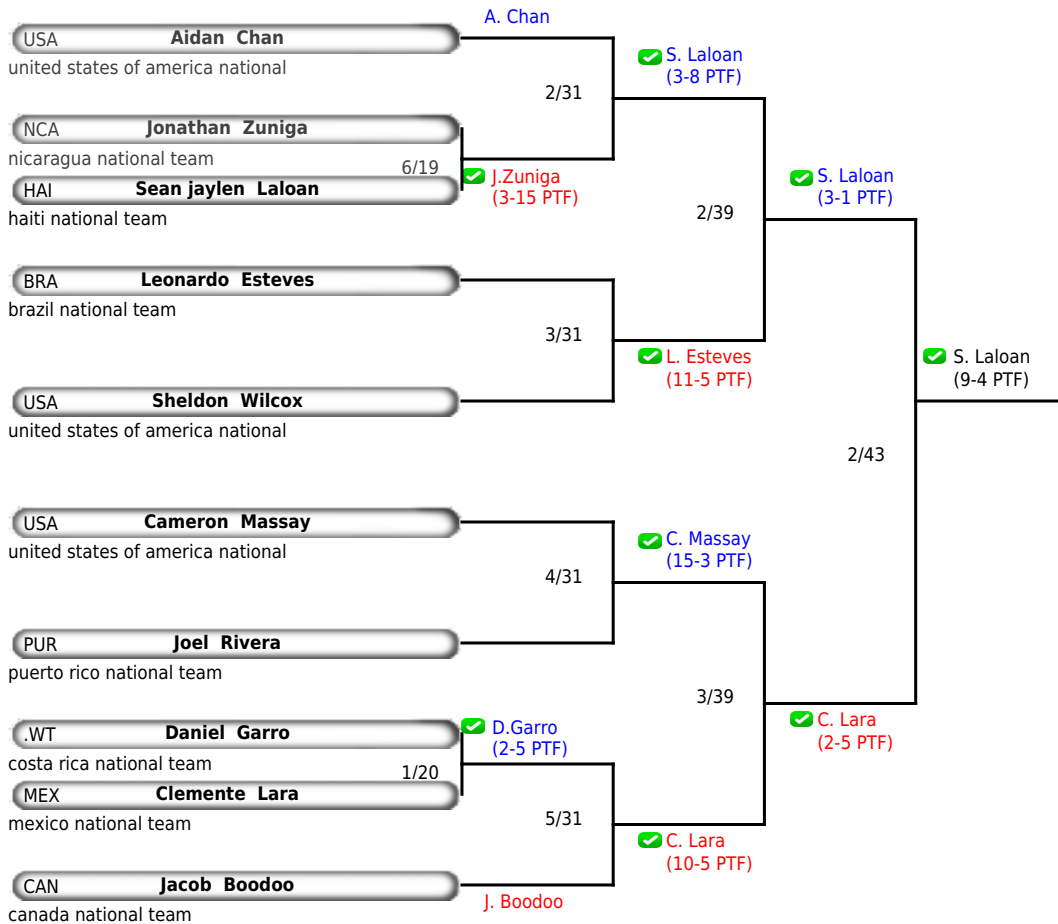 A. Chan
USA Aidan Chan
united states of america national
S. Laloan
(3-8 PTF)
2/31
NCA Jonathan Zuniga
nicaragua national team
6/19
J.Zuniga
(3-15 PTF)
HAI Sean jaylen Laloan
haiti national team
S. Laloan
(3-1 PTF)
2/39
BRA Leonardo Esteves
brazil national team
3/31
L. Esteves
(11-5 PTF)
S. Laloan
(9-4 PTF)
USA Sheldon Wilcox
united states of america national
2/43
USA Cameron Massay
united states of america national
C. Massay
(15-3 PTF)
4/31
PUR Joel Rivera
puerto rico national team
3/39
C. Lara
(2-5 PTF)
.WT Daniel Garro
costa rica national team
D.Garro
(2-5 PTF)
1/20
MEX Clemente Lara
mexico national team
5/31
C. Lara
(10-5 PTF)
CAN Jacob Boodoo
canada national team
J. Boodoo